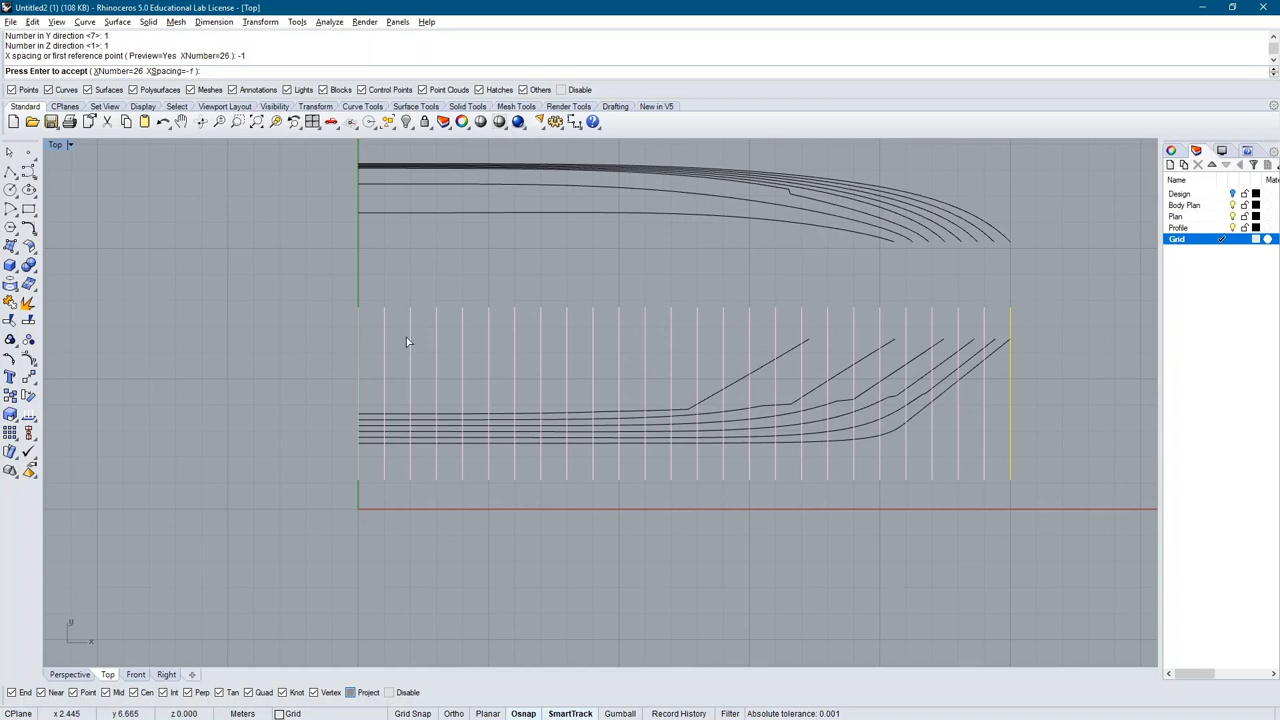 Untitled2 (1) (108 KB) - Rhinoceros 5.0 Educational Lab License - [Top]
File Edit View Curve Surface Solid Mesh Dimension Transform Tools Analyze Render Panels Help
Number in Y direction <7>: 1
Number in Z direction <1>: 1
X spacing or first reference point ( Preview=Yes XNumber=26 ): -1
Press Enter to accept ( XNumber=26 XSpacing=-1 ):
Points Curves Surfaces Polysurfaces Meshes Annotations Lights Blocks Control Points Point Clouds Hatches Others Disable
Standard CPlanes Set View Display Select Viewport Layout Visibility Transform Curve Tools Surface Tools Solid Tools Mesh Tools Render Tools Drafting New in V5
Top
Name Mate
Design
Body Plan
Plan
Profile
Grid
y
x
Perspective Top Front Right
End Near Point Mid Cen Int Perp Tan Quad Knot Vertex Project Disable
CPlane x 2.445 y 6.665 z 0.000 Meters Grid Grid Snap Ortho Planar Osnap SmartTrack Gumball Record History Filter Absolute tolerance: 0.001